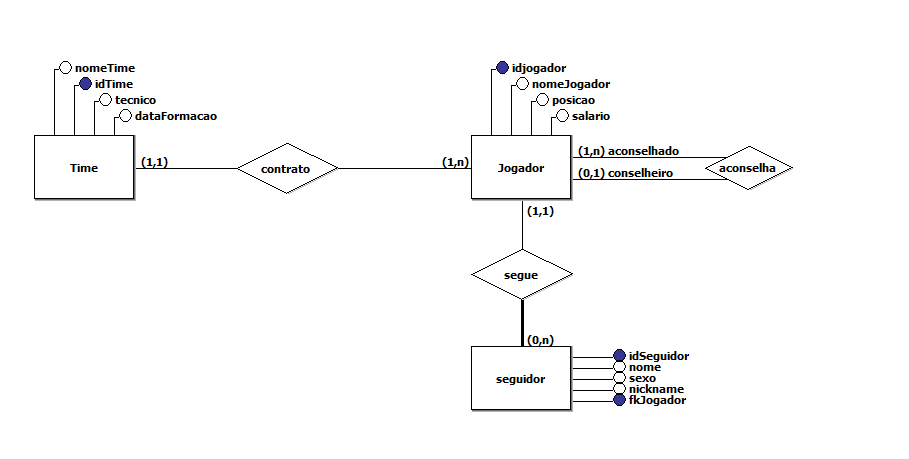 nomeTime
idTime
tecnico
dataFormacao
Time
(1,1)
contrato
(1,n)
idjogador
nomeJogador
posicao
salário
Jogador
(1,n) aconselhado
(0,1) conselheiro
aconselha
(1,1)
segue
(0,n)
seguidor
idSeguidor
nome
sexo
nickname
fkJogador